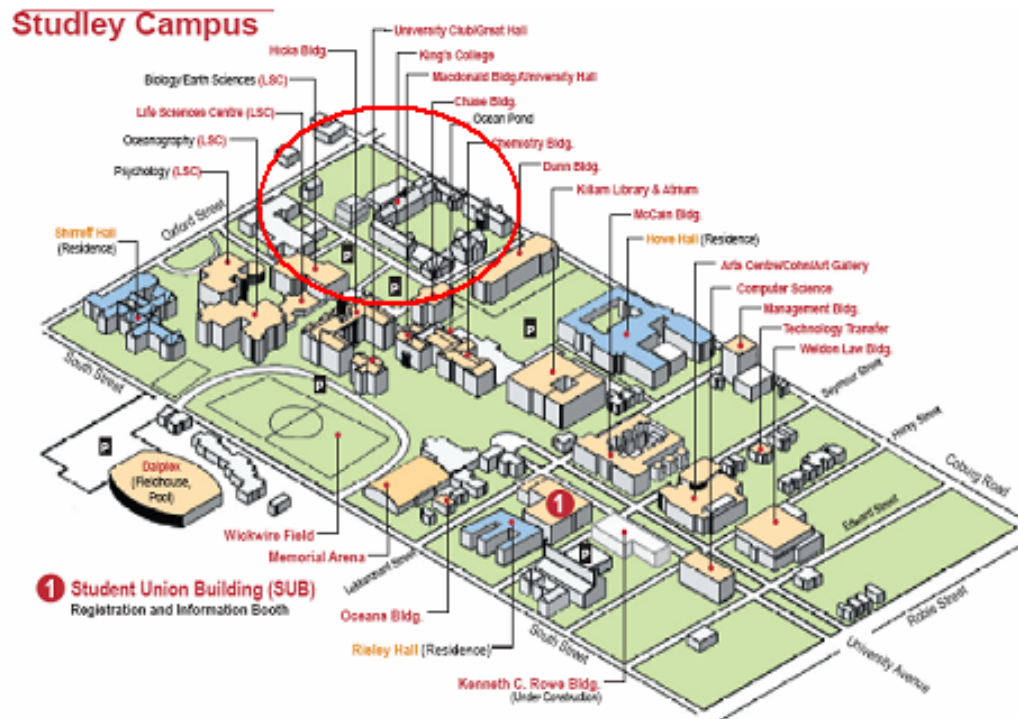 Studley Campus
University Club/Great Hall
Hicks Bldg.
King's College
Biology/Earth Sciences (LSC)
Macdonald Bldg./University Hall
Life Sciences Centre (LSC)
Chase Bldg.
Ocean Pond
Oceanography (LSC)
Chemistry Bldg.
Psychology (LSC)
Dunn Bldg.
Killam Library & Atrium
Oxford Street
McCain Bldg.
Shirreff Hall
(Residence)
Howe Hall (Residence)
Arts Centre/Cohn/Art Gallery
Computer Science
Management Bldg.
Technology Transfer
Weldon Law Bldg.
P
P
P
P
P
P
P
South Street
Seymour Street
Henry Street
Coburg Road
Dalplex
(Fieldhouse,
Pool)
Edward Street
Wickwire Field
Memorial Arena
LeMarchant Street
1
1 Student Union Building (SUB)
Registration and Information Booth
Oceans Bldg.
Robie Street
Risley Hall (Residence)
South Street
University Avenue
Kenneth C. Rowe Bldg.
(Under Construction)